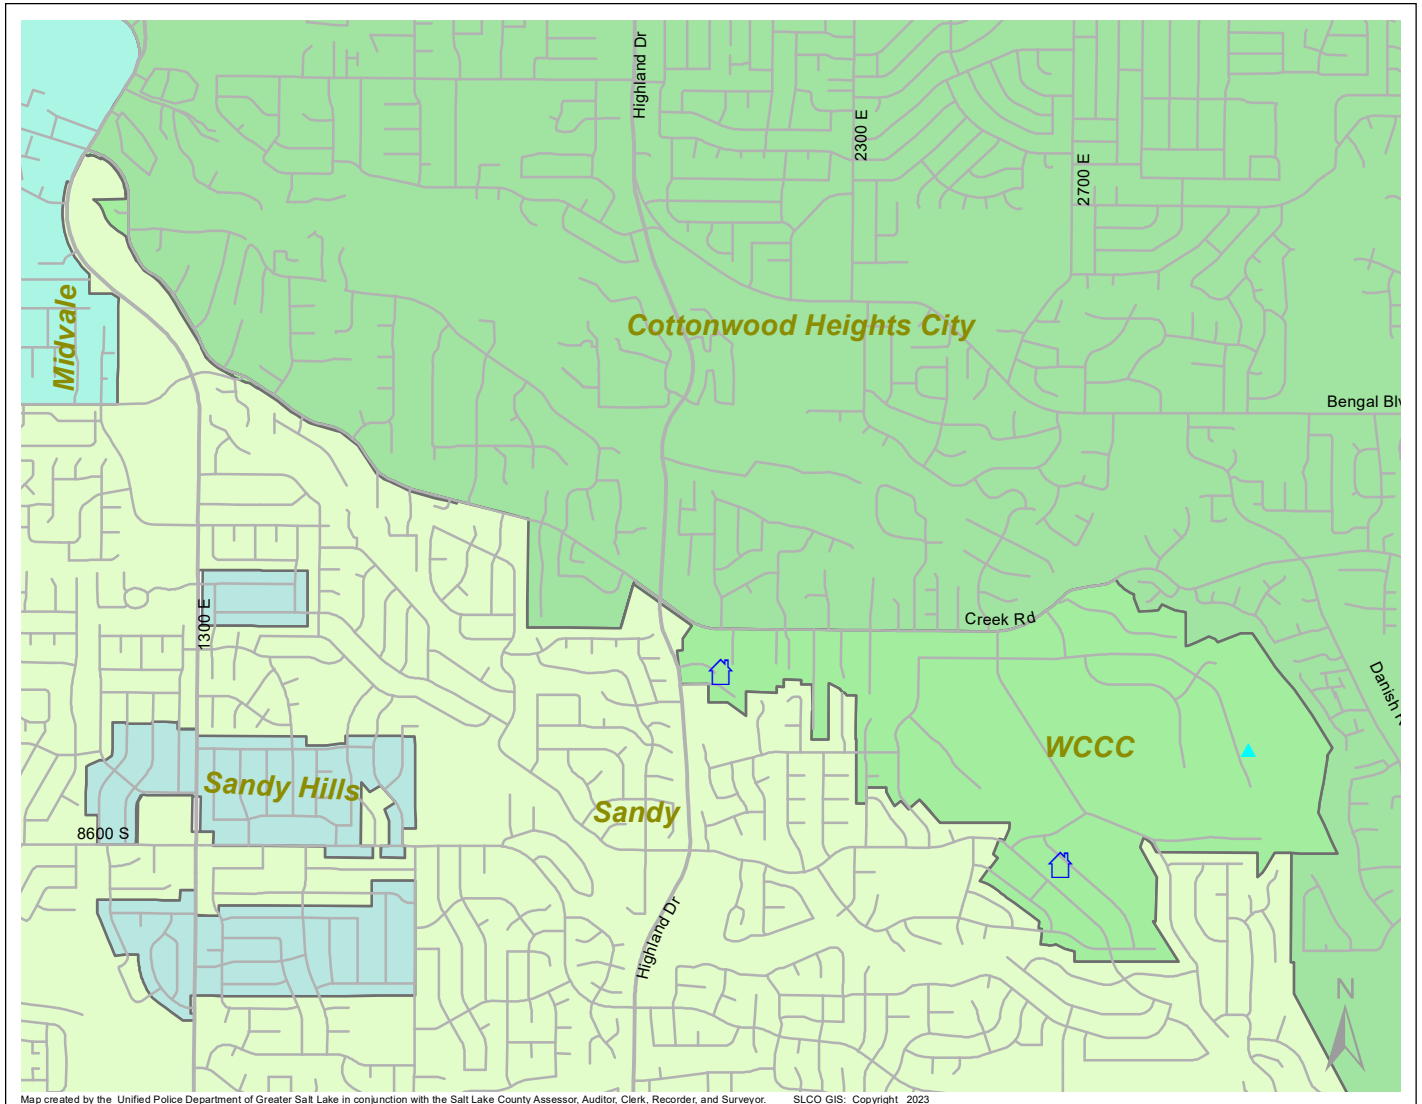 Highland Dr
2300 E
2700 E
Midvale
Cottonwood Heights City
Bengal Blv
1300 E
Creek Rd
Danish R
WCCC
Sandy Hills
Sandy
8600 S
Highland Dr
N
Map created by the Unified Police Department of Greater Salt Lake in conjunction with the Salt Lake County Assessor, Auditor, Clerk, Recorder, and Surveyor. SLCO GIS: Copyright 2023